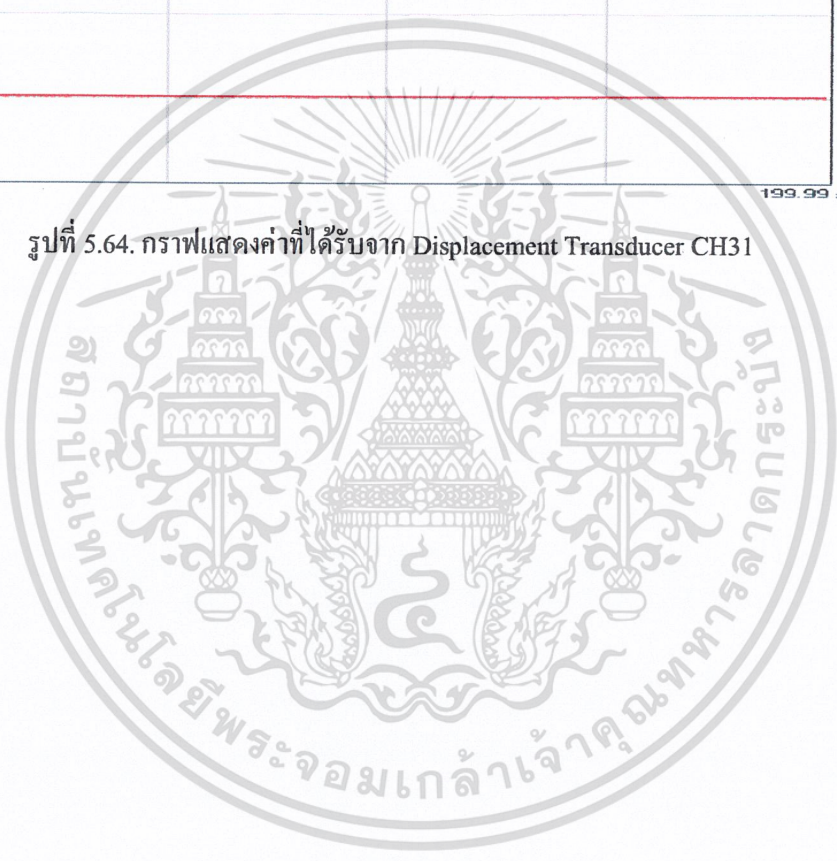 199.99
รูปที่ 5.64. กราฟแสดงค่าที่ได้รับจาก Displacement Transducer CH31
สถาบันเทคโนโลยีพระจอมเกล้าเจ้าคุณทหารลาดกระบัง